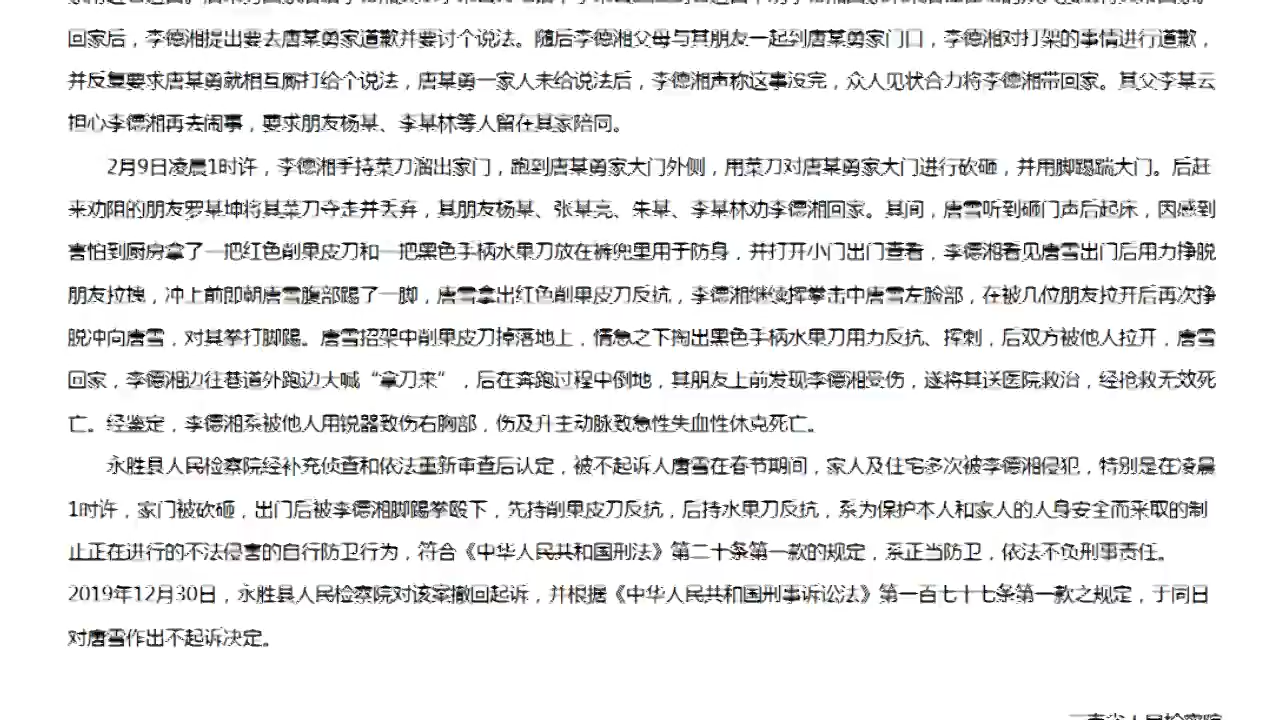 回家后，李德湘提出要去唐某勇家道歉并要讨个说法。随后李德湘父母与其朋友一起到唐某勇家门口，李德湘对打架的事情进行道歉，
并反复要求唐某勇就相互厮打给个说法，唐某勇一家人未给说法后，李德湘声称这事没完，众人见状合力将李德湘带回家。其父李某云
担心李德湘再去闹事，要求朋友杨某、李某林等人留在其家陪同。
2月9日凌晨1时许，李德湘手持菜刀溜出家门，跑到唐某勇家大门外侧，用菜刀对唐某勇家大门进行砍砸，并用脚踢踹大门。后赶
来劝阻的朋友罗某坤将其菜刀夺走并丢弃，其朋友杨某、张某亮、朱某、李某林劝李德湘回家。其间，唐雪听到砸门声后起床，因感到
害怕到厨房拿了一把红色削果皮刀和一把黑色手柄水果刀放在裤兜里用于防身，并打开小门出门查看，李德湘看见唐雪出门后用力挣脱
朋友拉拽，冲上前即朝唐雪腹部踢了一脚，唐雪拿出红色削果皮刀反抗，李德湘继续挥拳击中唐雪左脸部，在被几位朋友拉开后再次挣
脱冲向唐雪，对其拳打脚踢。唐雪招架中削果皮刀掉落地上，情急之下掏出黑色手柄水果刀用力反抗、挥刺，后双方被他人拉开，唐雪
回家，李德湘边往巷道外跑边大喊“拿刀来”，后在奔跑过程中倒地，其朋友上前发现李德湘受伤，遂将其送医院救治，经抢救无效死
亡。经鉴定，李德湘系被他人用锐器致伤右胸部，伤及升主动脉致急性失血性休克死亡。
永胜县人民检察院经补充侦查和依法重新审查后认定，被不起诉人唐雪在春节期间，家人及住宅多次被李德湘侵犯，特别是在凌晨
1时许，家门被砍砸，出门后被李德湘脚踢拳殴下，先持削果皮刀反抗，后持水果刀反抗，系为保护本人和家人的人身安全而采取的制
止正在进行的不法侵害的自行防卫行为，符合《中华人民共和国刑法》第二十条第一款的规定，系正当防卫，依法不负刑事责任。
2019年12月30日，永胜县人民检察院对该案撤回起诉，并根据《中华人民共和国刑事诉讼法》第一百七十七条第一款之规定，于同日
对唐雪作出不起诉决定。